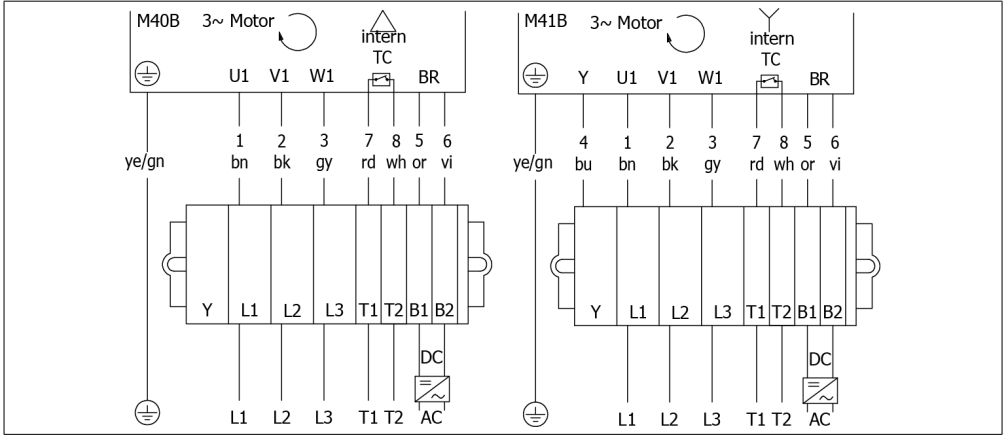 M40B 3~ Motor
intern
TC
U1 V1 W1 BR
1 2 3 7 8 5 6
ye/gn bn bk gy rd wh or vi
Y L1 L2 L3 T1 T2 B1 B2
DC
= ~
L1 L2 L3 T1 T2 AC
M41B 3~ Motor
intern
TC
Y U1 V1 W1 BR
4 1 2 3 7 8 5 6
ye/gn bu bn bk gy rd wh or vi
Y L1 L2 L3 T1 T2 B1 B2
DC
= ~
L1 L2 L3 T1 T2 AC